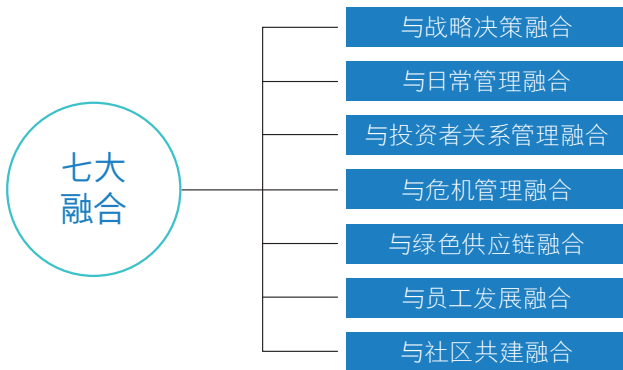 七大
融合
与战略决策融合
与日常管理融合
与投资者关系管理融合
与危机管理融合
与绿色供应链融合
与员工发展融合
与社区共建融合